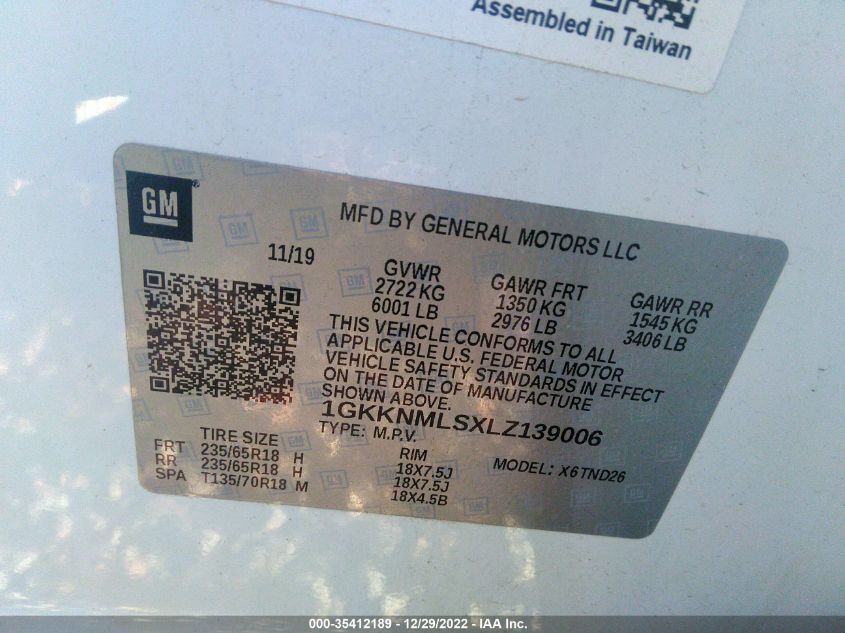 Assembled in Taiwan
GM
MFD BY GENERAL MOTORS LLC
11/19
GVWR
2722 KG
6001 LB
GAWR FRT
1350 KG
2976 LB
GAWR RR
1545 KG
3406 LB
THIS VEHICLE CONFORMS TO ALL
APPLICABLE U.S. FEDERAL MOTOR
VEHICLE SAFETY STANDARDS IN EFFECT
ON THE DATE OF MANUFACTURE
SHOWN ABOVE.
1GKKNMLSXLZ139006
TYPE: M.P.V.
MODEL: X6TND26
TIRE SIZE RIM
FRT 235/65R18 H 18X7.5J
RR 235/65R18 H 18X7.5J
SPA T135/70R18 M 18X4.5B
000-35412189 - 12/29/2022 - IAA Inc.